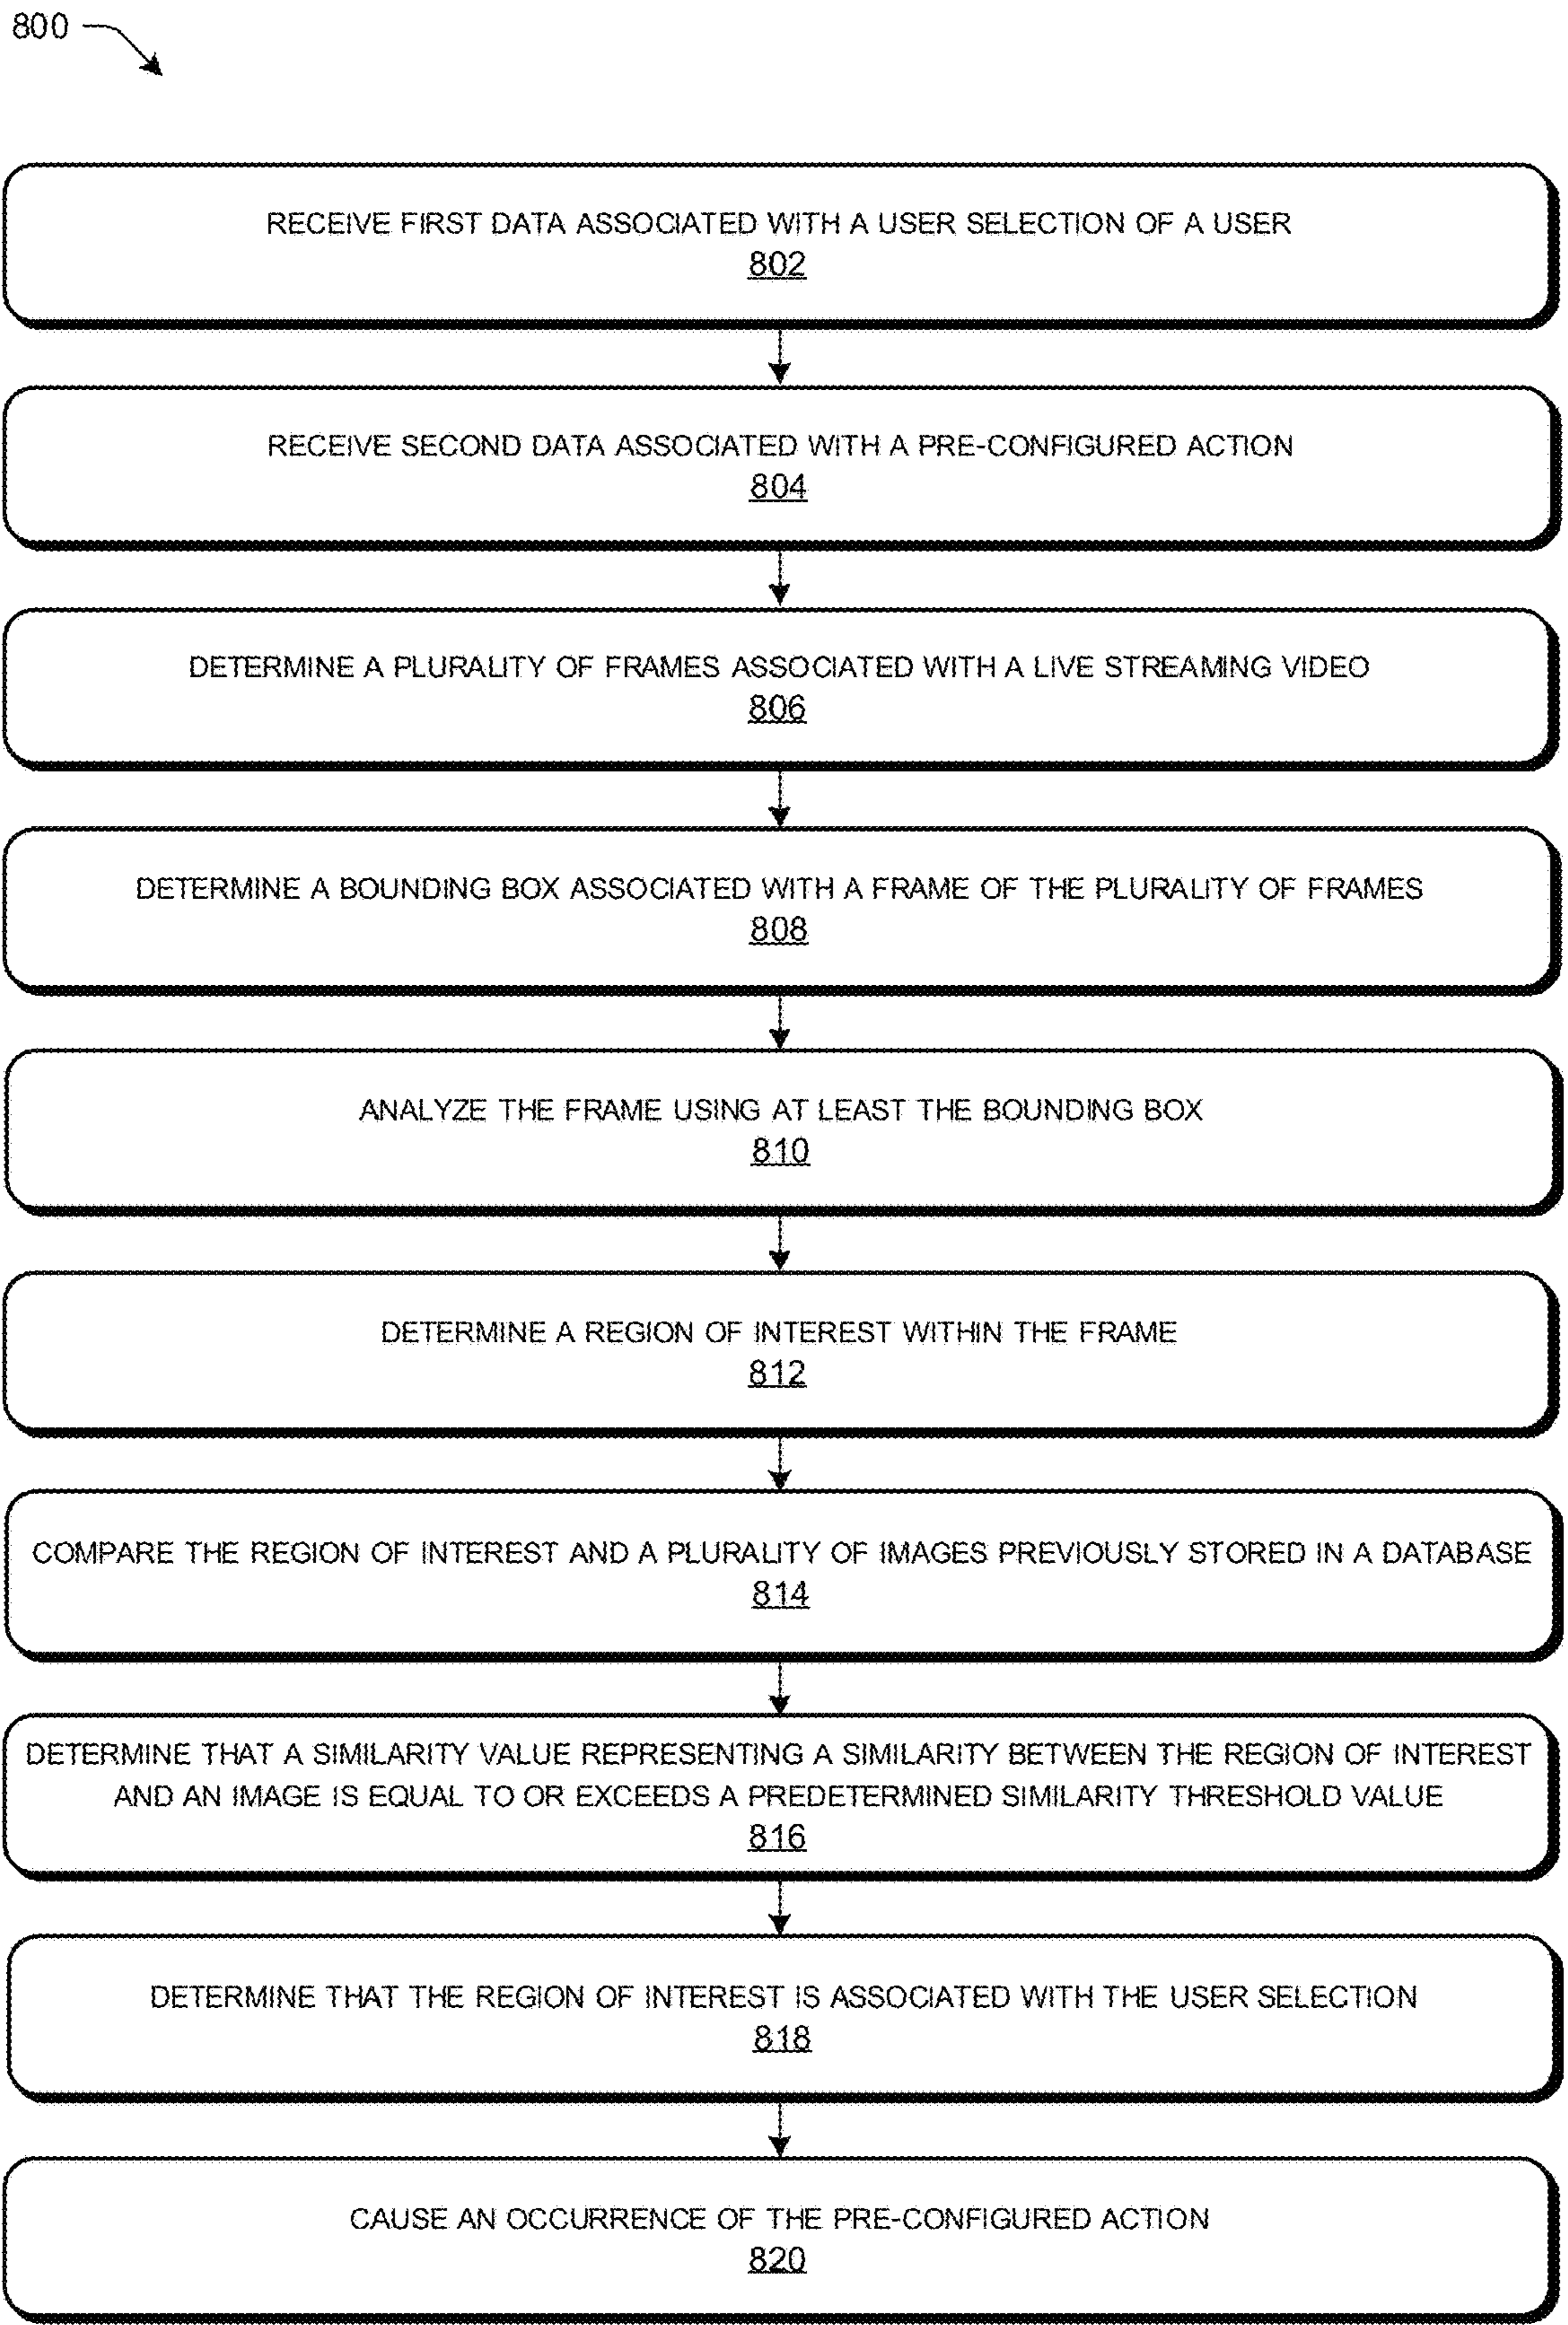 800
RECEIVE FIRST DATA ASSOCIATED WITH A USER SELECTION OF A USER
802
RECEIVE SECOND DATA ASSOCIATED WITH A PRE-CONFIGURED ACTION
804
DETERMINE A PLURALITY OF FRAMES ASSOCIATED WITH A LIVE STREAMING VIDEO
806
DETERMINE A BOUNDING BOX ASSOCIATED WITH A FRAME OF THE PLURALITY OF FRAMES
808
ANALYZE THE FRAME USING AT LEAST THE BOUNDING BOX
810
DETERMINE A REGION OF INTEREST WITHIN THE FRAME
812
COMPARE THE REGION OF INTEREST AND A PLURALITY OF IMAGES PREVIOUSLY STORED IN A DATABASE
814
DETERMINE THAT A SIMILARITY VALUE REPRESENTING A SIMILARITY BETWEEN THE REGION OF INTEREST
AND AN IMAGE IS EQUAL TO OR EXCEEDS A PREDETERMINED SIMILARITY THRESHOLD VALUE
816
DETERMINE THAT THE REGION OF INTEREST IS ASSOCIATED WITH THE USER SELECTION
818
CAUSE AN OCCURRENCE OF THE PRE-CONFIGURED ACTION
820